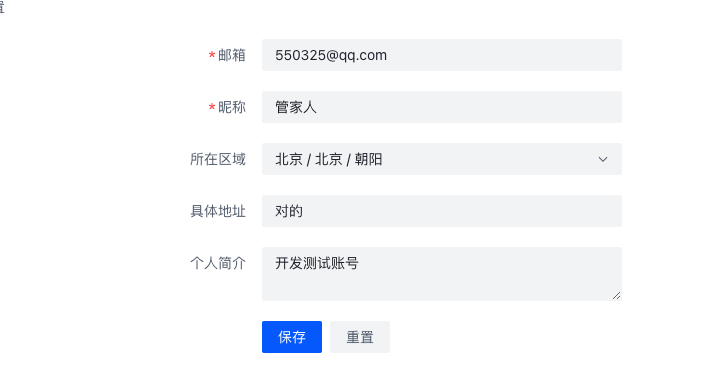 置
* 邮箱 550325@qq.com
* 昵称 管家人
所在区域 北京 / 北京 / 朝阳
具体地址 对的
个人简介 开发测试账号
保存 重置